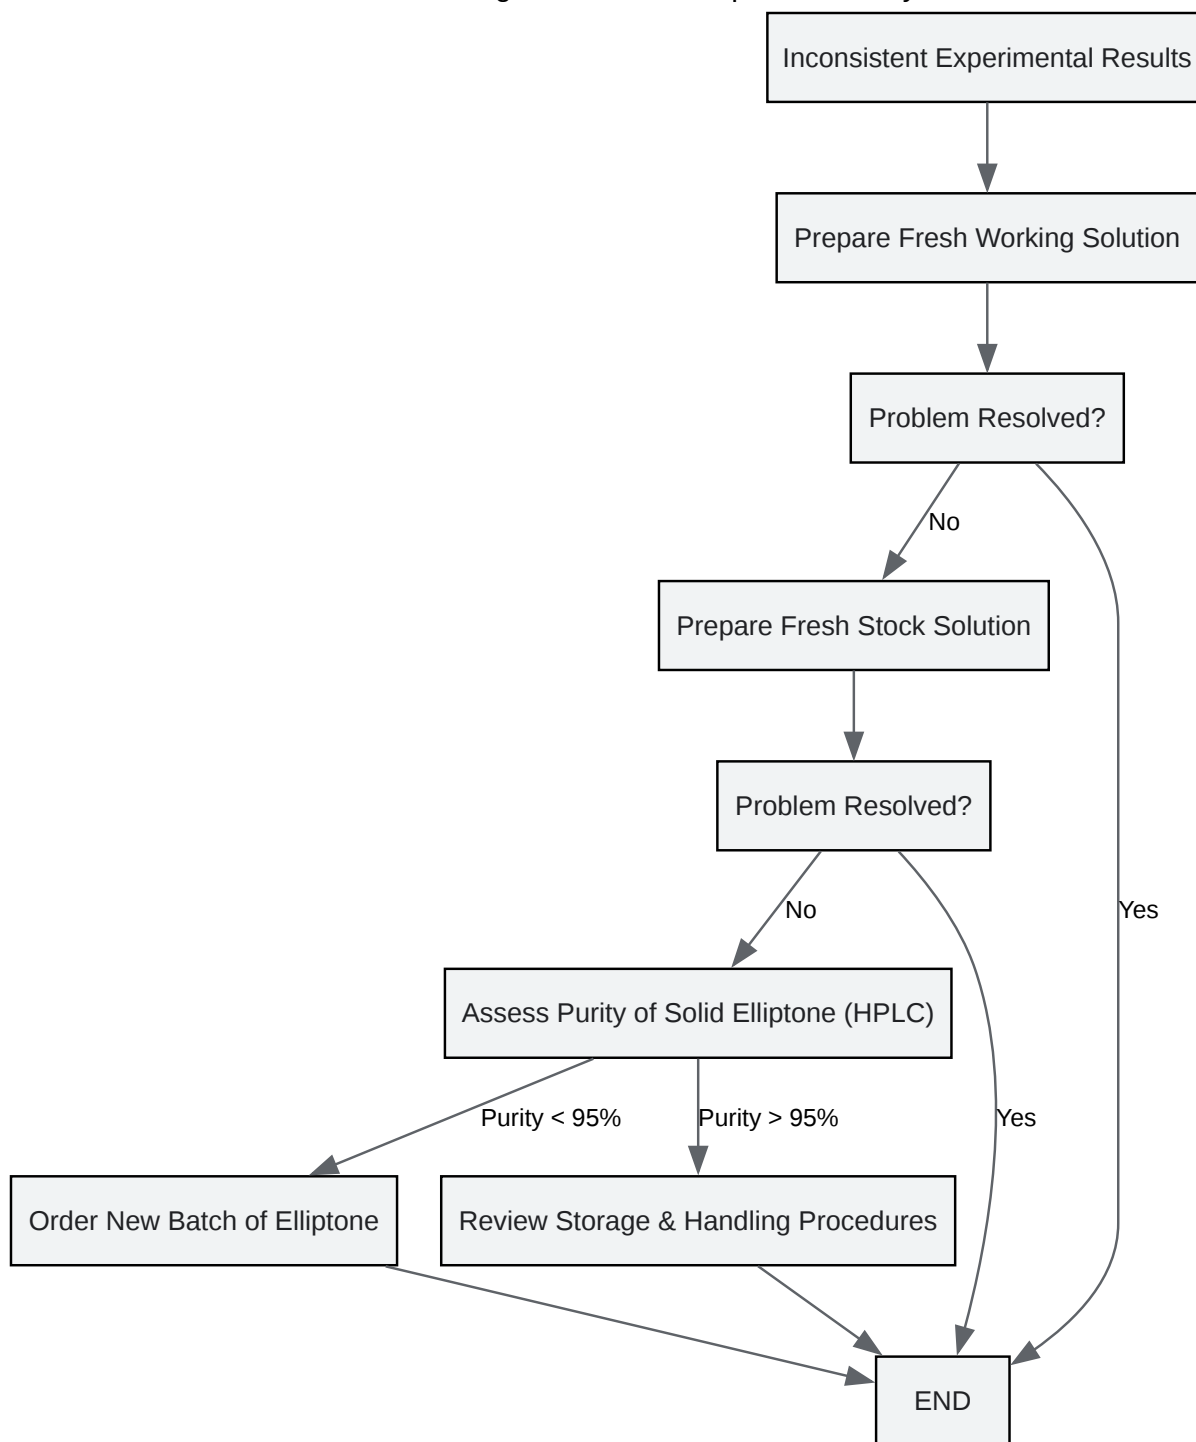 Inconsistent Experimental Results
Prepare Fresh Working Solution
Problem Resolved?
No
Prepare Fresh Stock Solution
Problem Resolved?
No
Yes
Assess Purity of Solid Elliptone (HPLC)
Purity < 95%
Purity > 95%
Yes
Order New Batch of Elliptone
Review Storage & Handling Procedures
END